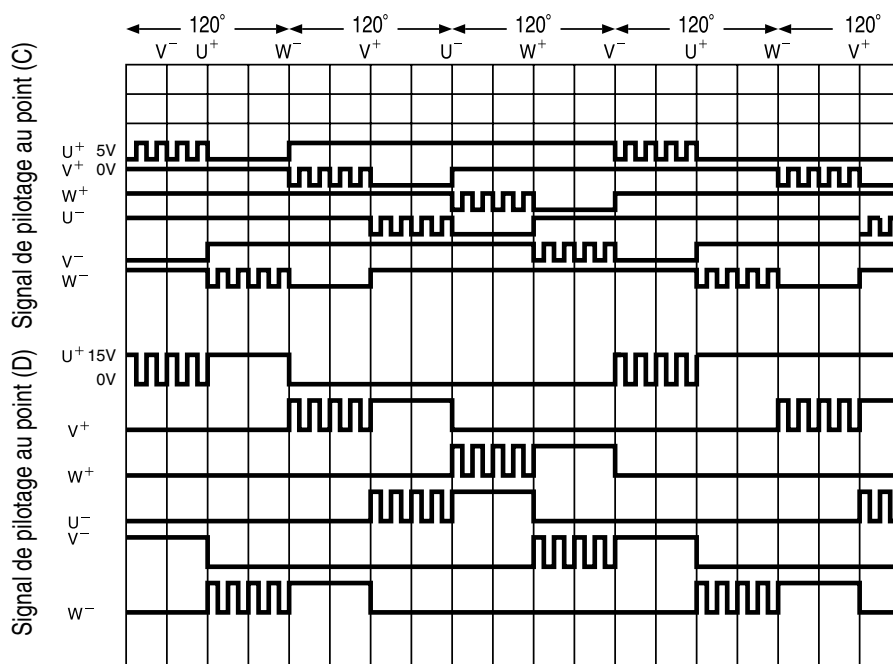 120° 120° 120° 120° 120°
V⁻ U⁺ W⁻ V⁺ U⁻ W⁺ V⁻ U⁺ W⁻ V⁺
Signal de pilotage au point (C)
U⁺ 5V
V⁺ 0V
W⁺
U⁻
V⁻
W⁻
Signal de pilotage au point (D)
U⁺ 15V
0V
V⁺
W⁺
U⁻
V⁻
W⁻